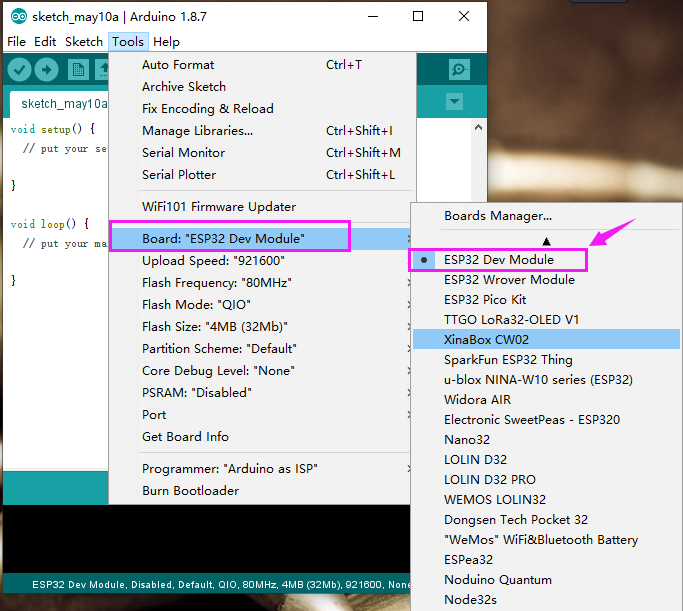 sketch_may10a | Arduino 1.8.7
File Edit Sketch Tools Help
sketch_may10a
void setup() {
// put your se
}
void loop() {
// put your ma
}
Auto Format Ctrl+T
Archive Sketch
Fix Encoding & Reload
Manage Libraries... Ctrl+Shift+I
Serial Monitor Ctrl+Shift+M
Serial Plotter Ctrl+Shift+L
WiFi101 Firmware Updater
Board: "ESP32 Dev Module"
Upload Speed: "921600"
Flash Frequency: "80MHz"
Flash Mode: "QIO"
Flash Size: "4MB (32Mb)"
Partition Scheme: "Default"
Core Debug Level: "None"
PSRAM: "Disabled"
Port
Get Board Info
Programmer: "Arduino as ISP"
Burn Bootloader
Boards Manager...
ESP32 Dev Module
ESP32 Wrover Module
ESP32 Pico Kit
TTGO LoRa32-OLED V1
XinaBox CW02
SparkFun ESP32 Thing
u-blox NINA-W10 series (ESP32)
Widora AIR
Electronic SweetPeas - ESP320
Nano32
LOLIN D32
LOLIN D32 PRO
WEMOS LOLIN32
Dongsen Tech Pocket 32
"WeMos" WiFi&Bluetooth Battery
ESPea32
Noduino Quantum
Node32s
ESP32 Dev Module, Disabled, Default, QIO, 80MHz, 4MB (32Mb), 921600, None